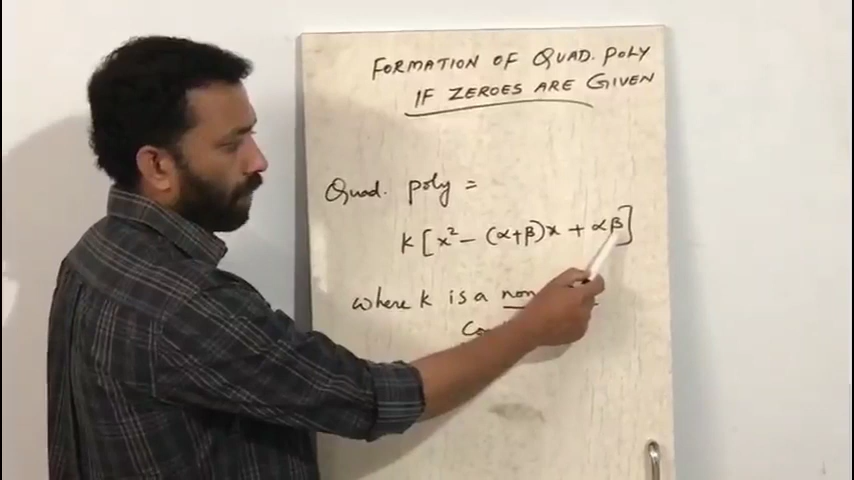 FORMATION OF QUAD. POLY
IF ZEROES ARE GIVEN
Quad. poly =
K[x² - (α+β)x + αβ]
where K is a non